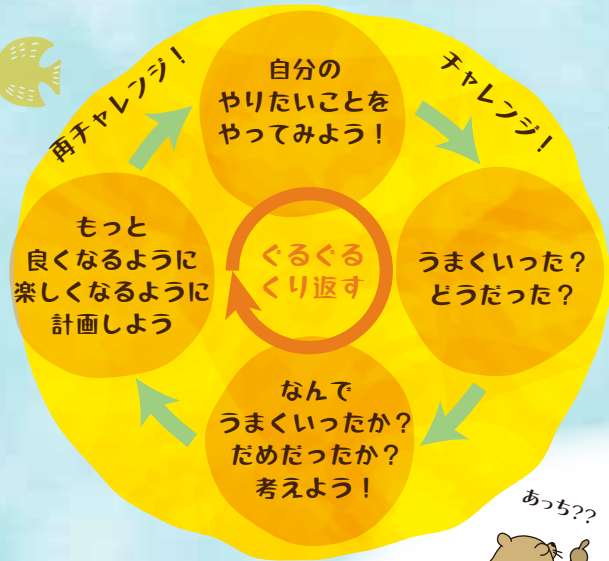 再チャレンジ！
自分の
やりたいことを
やってみよう！
チャレンジ！
もっと
良くなるように
楽しくなるように
計画しよう
ぐるぐる
くり返す
うまくいった？
どうだった？
なんで
うまくいったか？
だめだったか？
考えよう！
あっち??